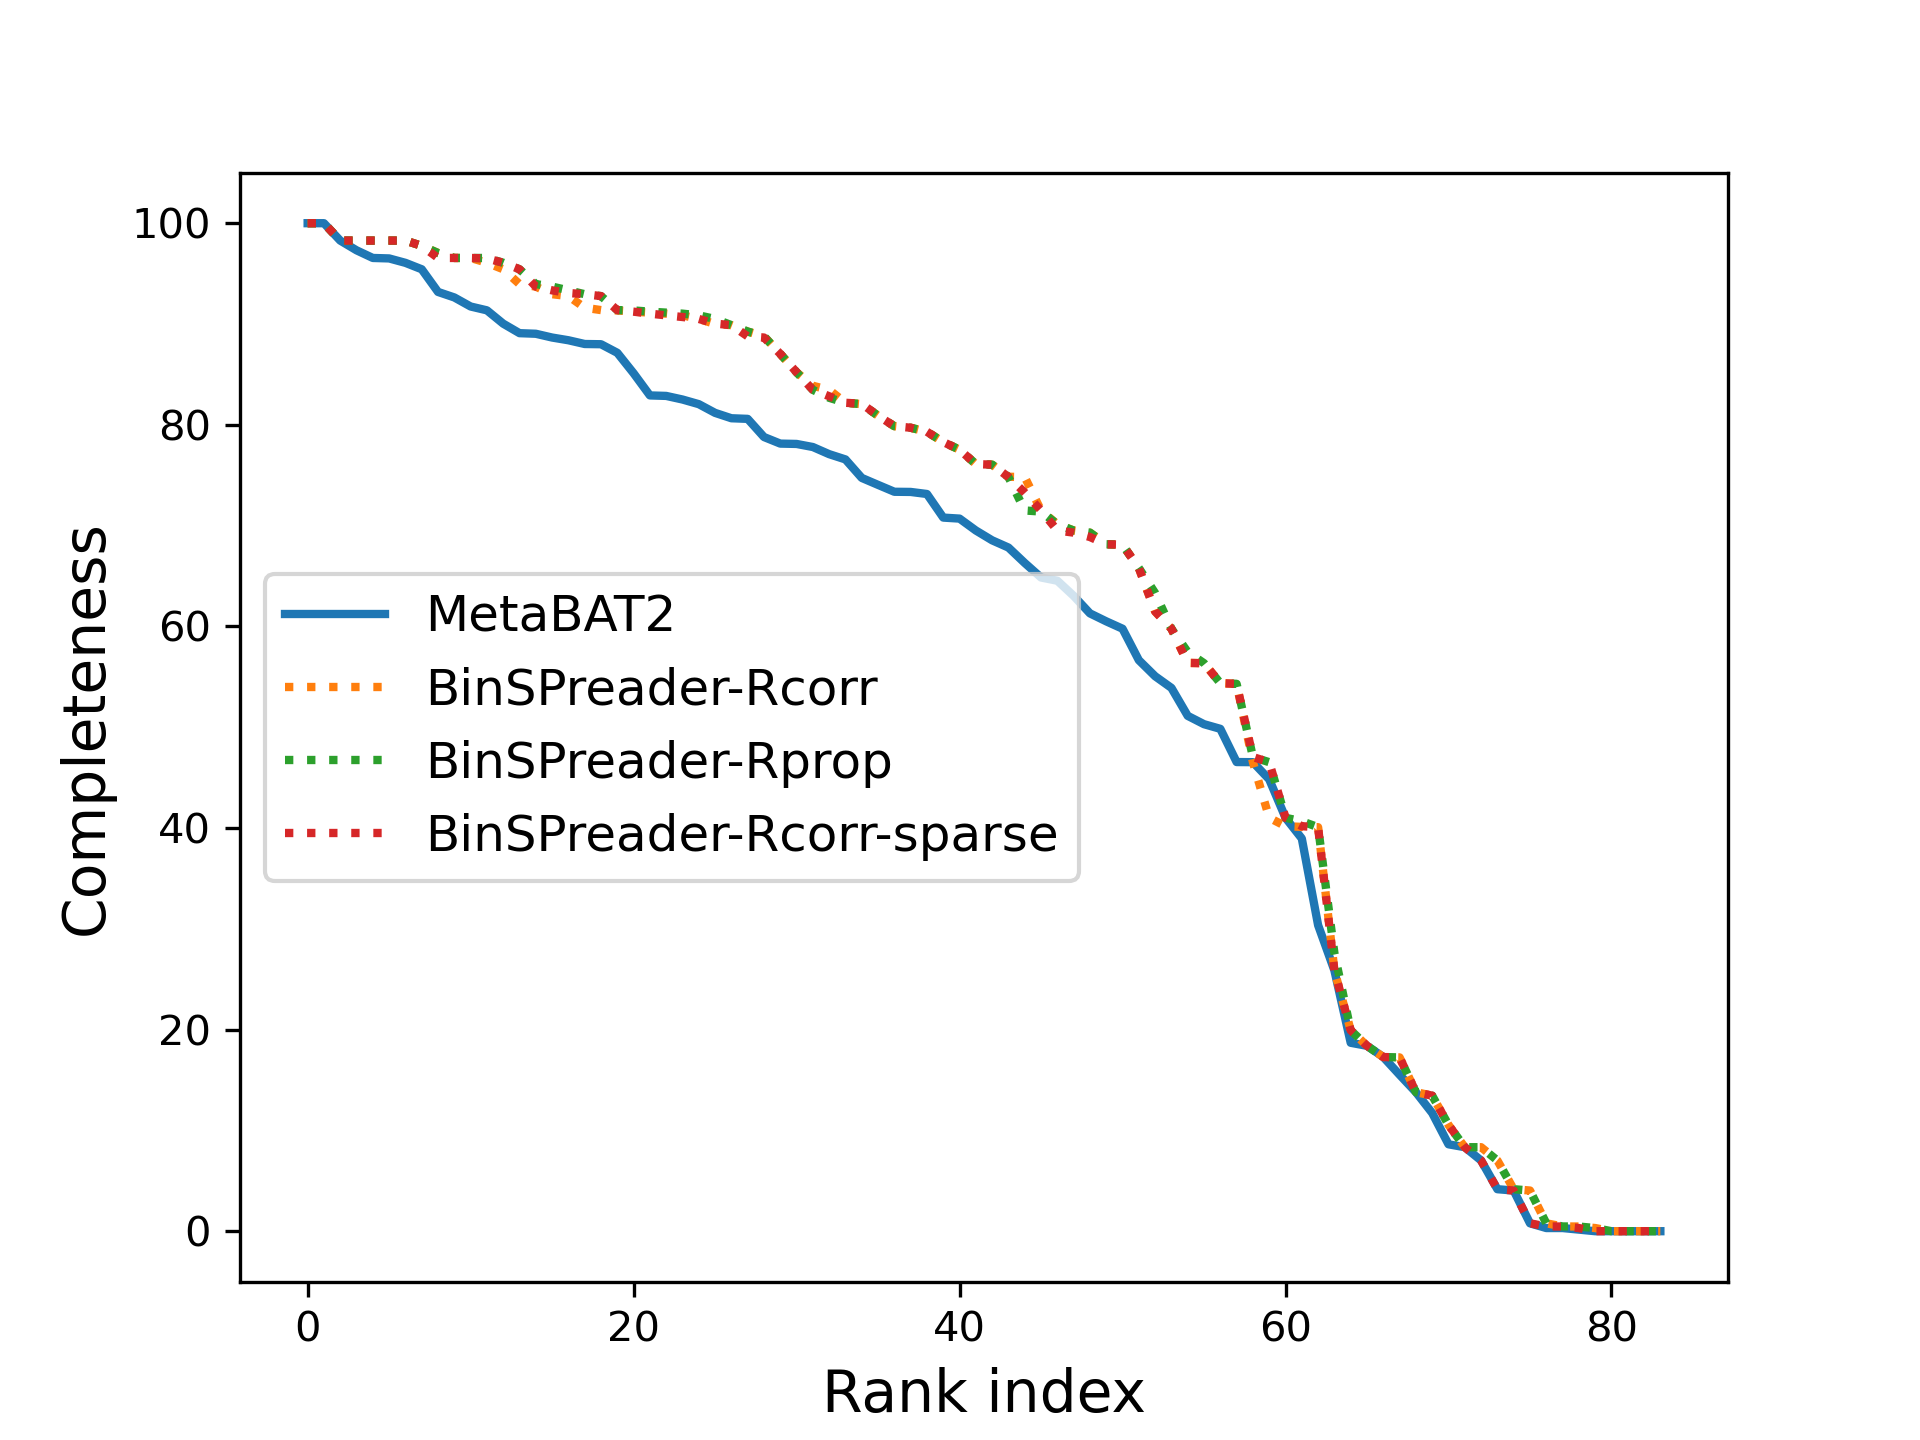 100
80
60
40
20
0
Completeness
MetaBAT2
BinSPreader-Rcorr
BinSPreader-Rprop
BinSPreader-Rcorr-sparse
0 20 40 60 80
Rank index